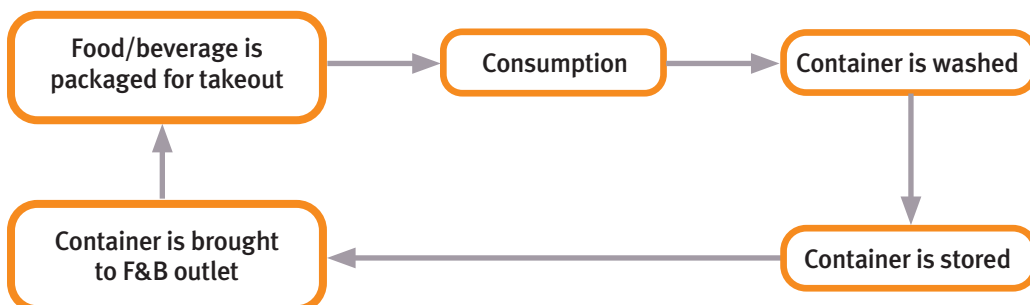 Food/beverage is
packaged for takeout
Consumption
Container is washed
Container is brought
to F&B outlet
Container is stored